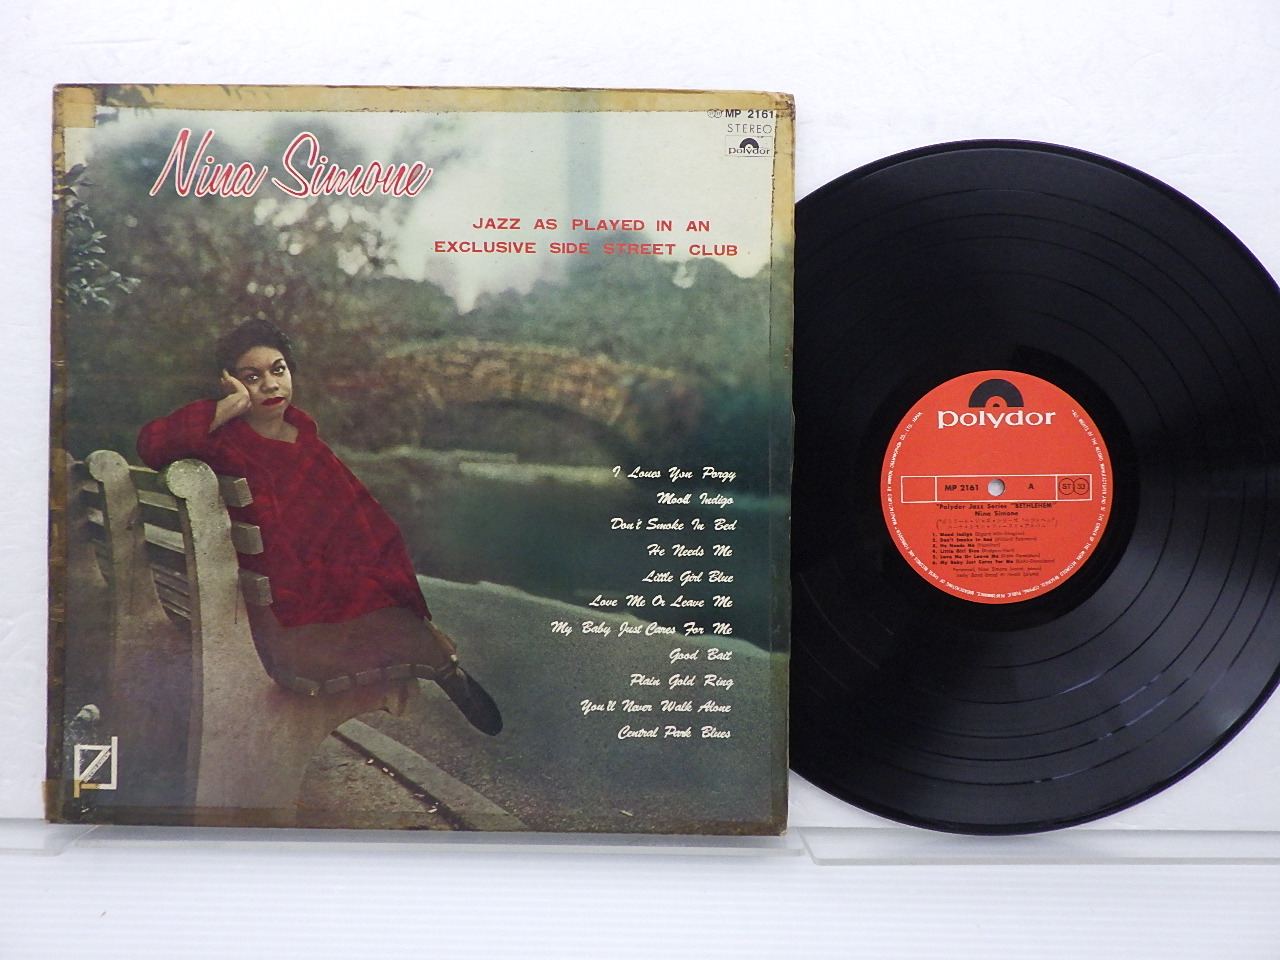 MP 2161
STEREO
polydor
Nina Simone
JAZZ AS PLAYED IN AN
EXCLUSIVE SIDE STREET CLUB
I Loves You Porgy
Mood Indigo
Don't Smoke In Bed
He Needs Me
Little Girl Blue
Love Me Or Leave Me
My Baby Just Cares For Me
Good Bait
Plain Gold Ring
You'll Never Walk Alone
Central Park Blues
polydor
MP 2161 A ST 33
"Polydor Jazz Series "BETHLEHEM"
Nina Simone
1. Mood Indigo
2. Don't Smoke In Bed
3. He Needs Me
4. Little Girl Blue
5. Love Me Or Leave Me
6. My Baby Just Cares For Me